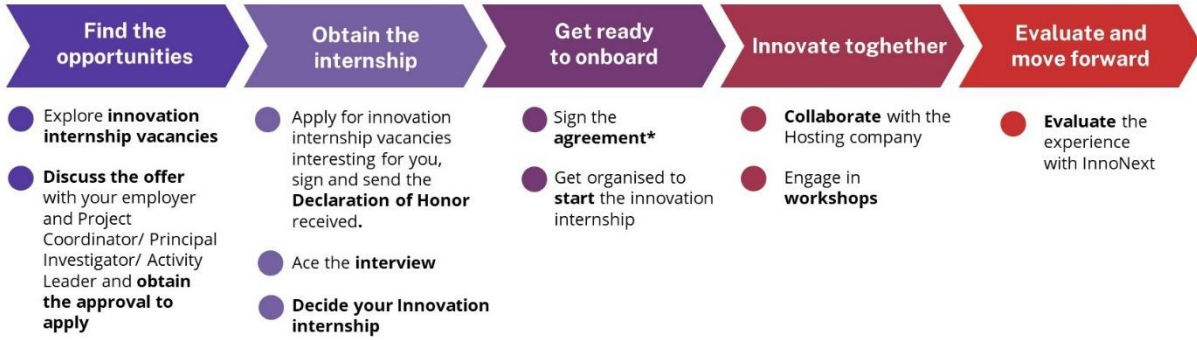 Find the
opportunities
Explore innovation
internship vacancies
Discuss the offer
with your employer
and Project
Coordinator/ Principal
Investigator/ Activity
Leader and obtain
the approval to
apply
Obtain the
internship
Apply for innovation
internship vacancies
interesting for you,
sign and send the
Declaration of Honor
received.
Ace the interview
Decide your Innovation
internship
Get ready
to onboard
Sign the
agreement*
Get organised to
start the innovation
internship
Innovate toghether
Collaborate with the
Hosting company
Engage in
workshops
Evaluate and
move forward
Evaluate the
experience
with InnoNext